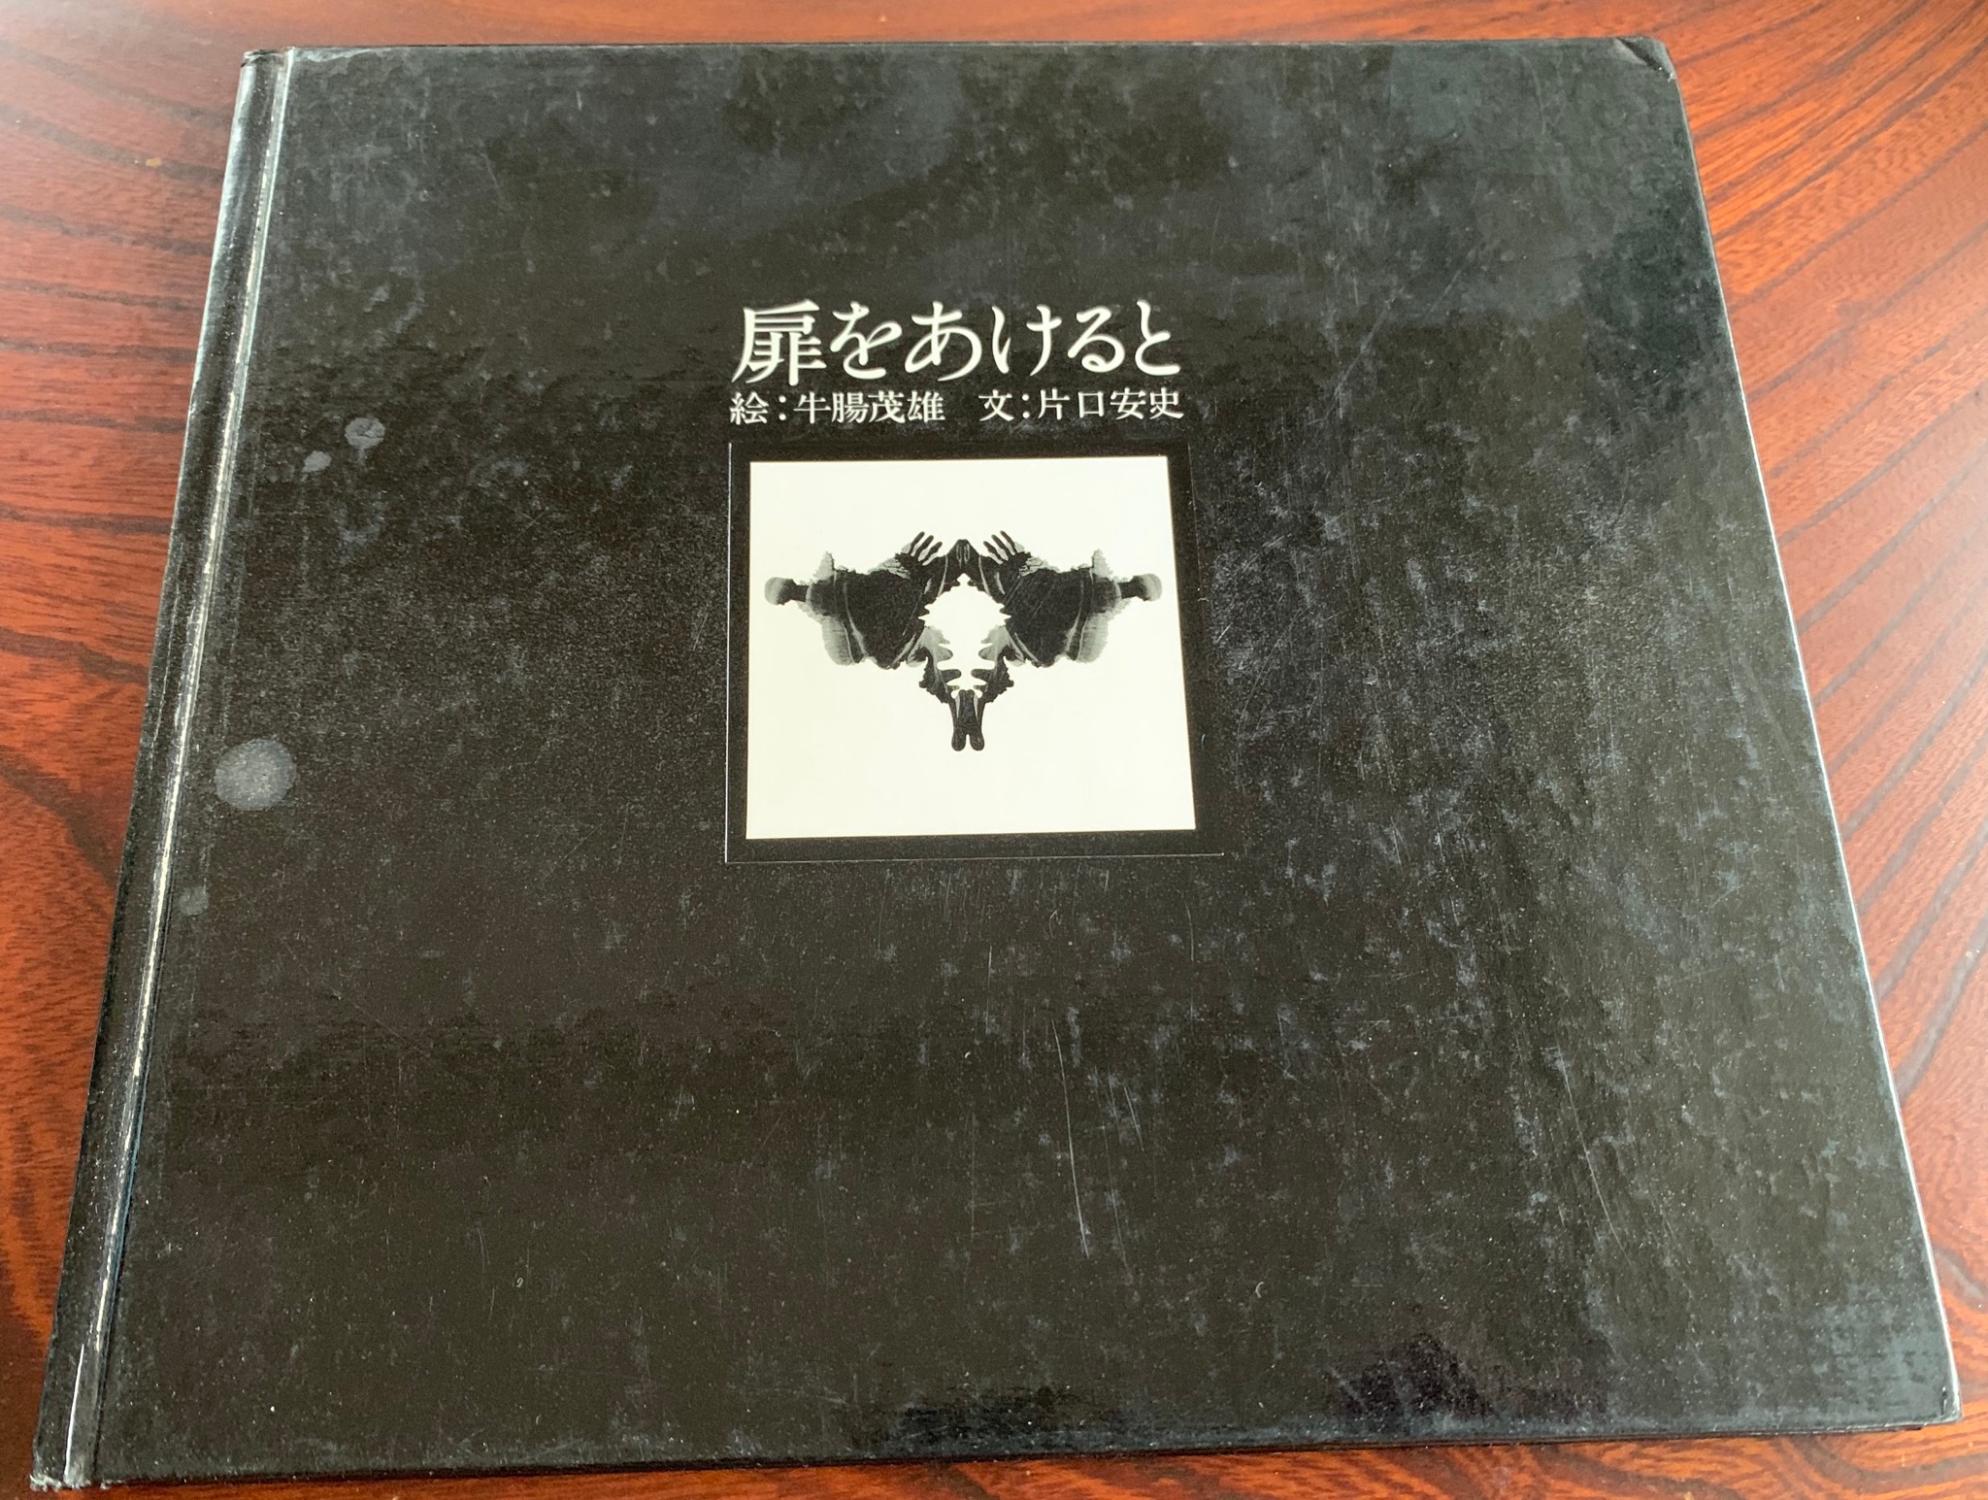 扉をあけると
絵:牛腸茂雄 文:片口安史